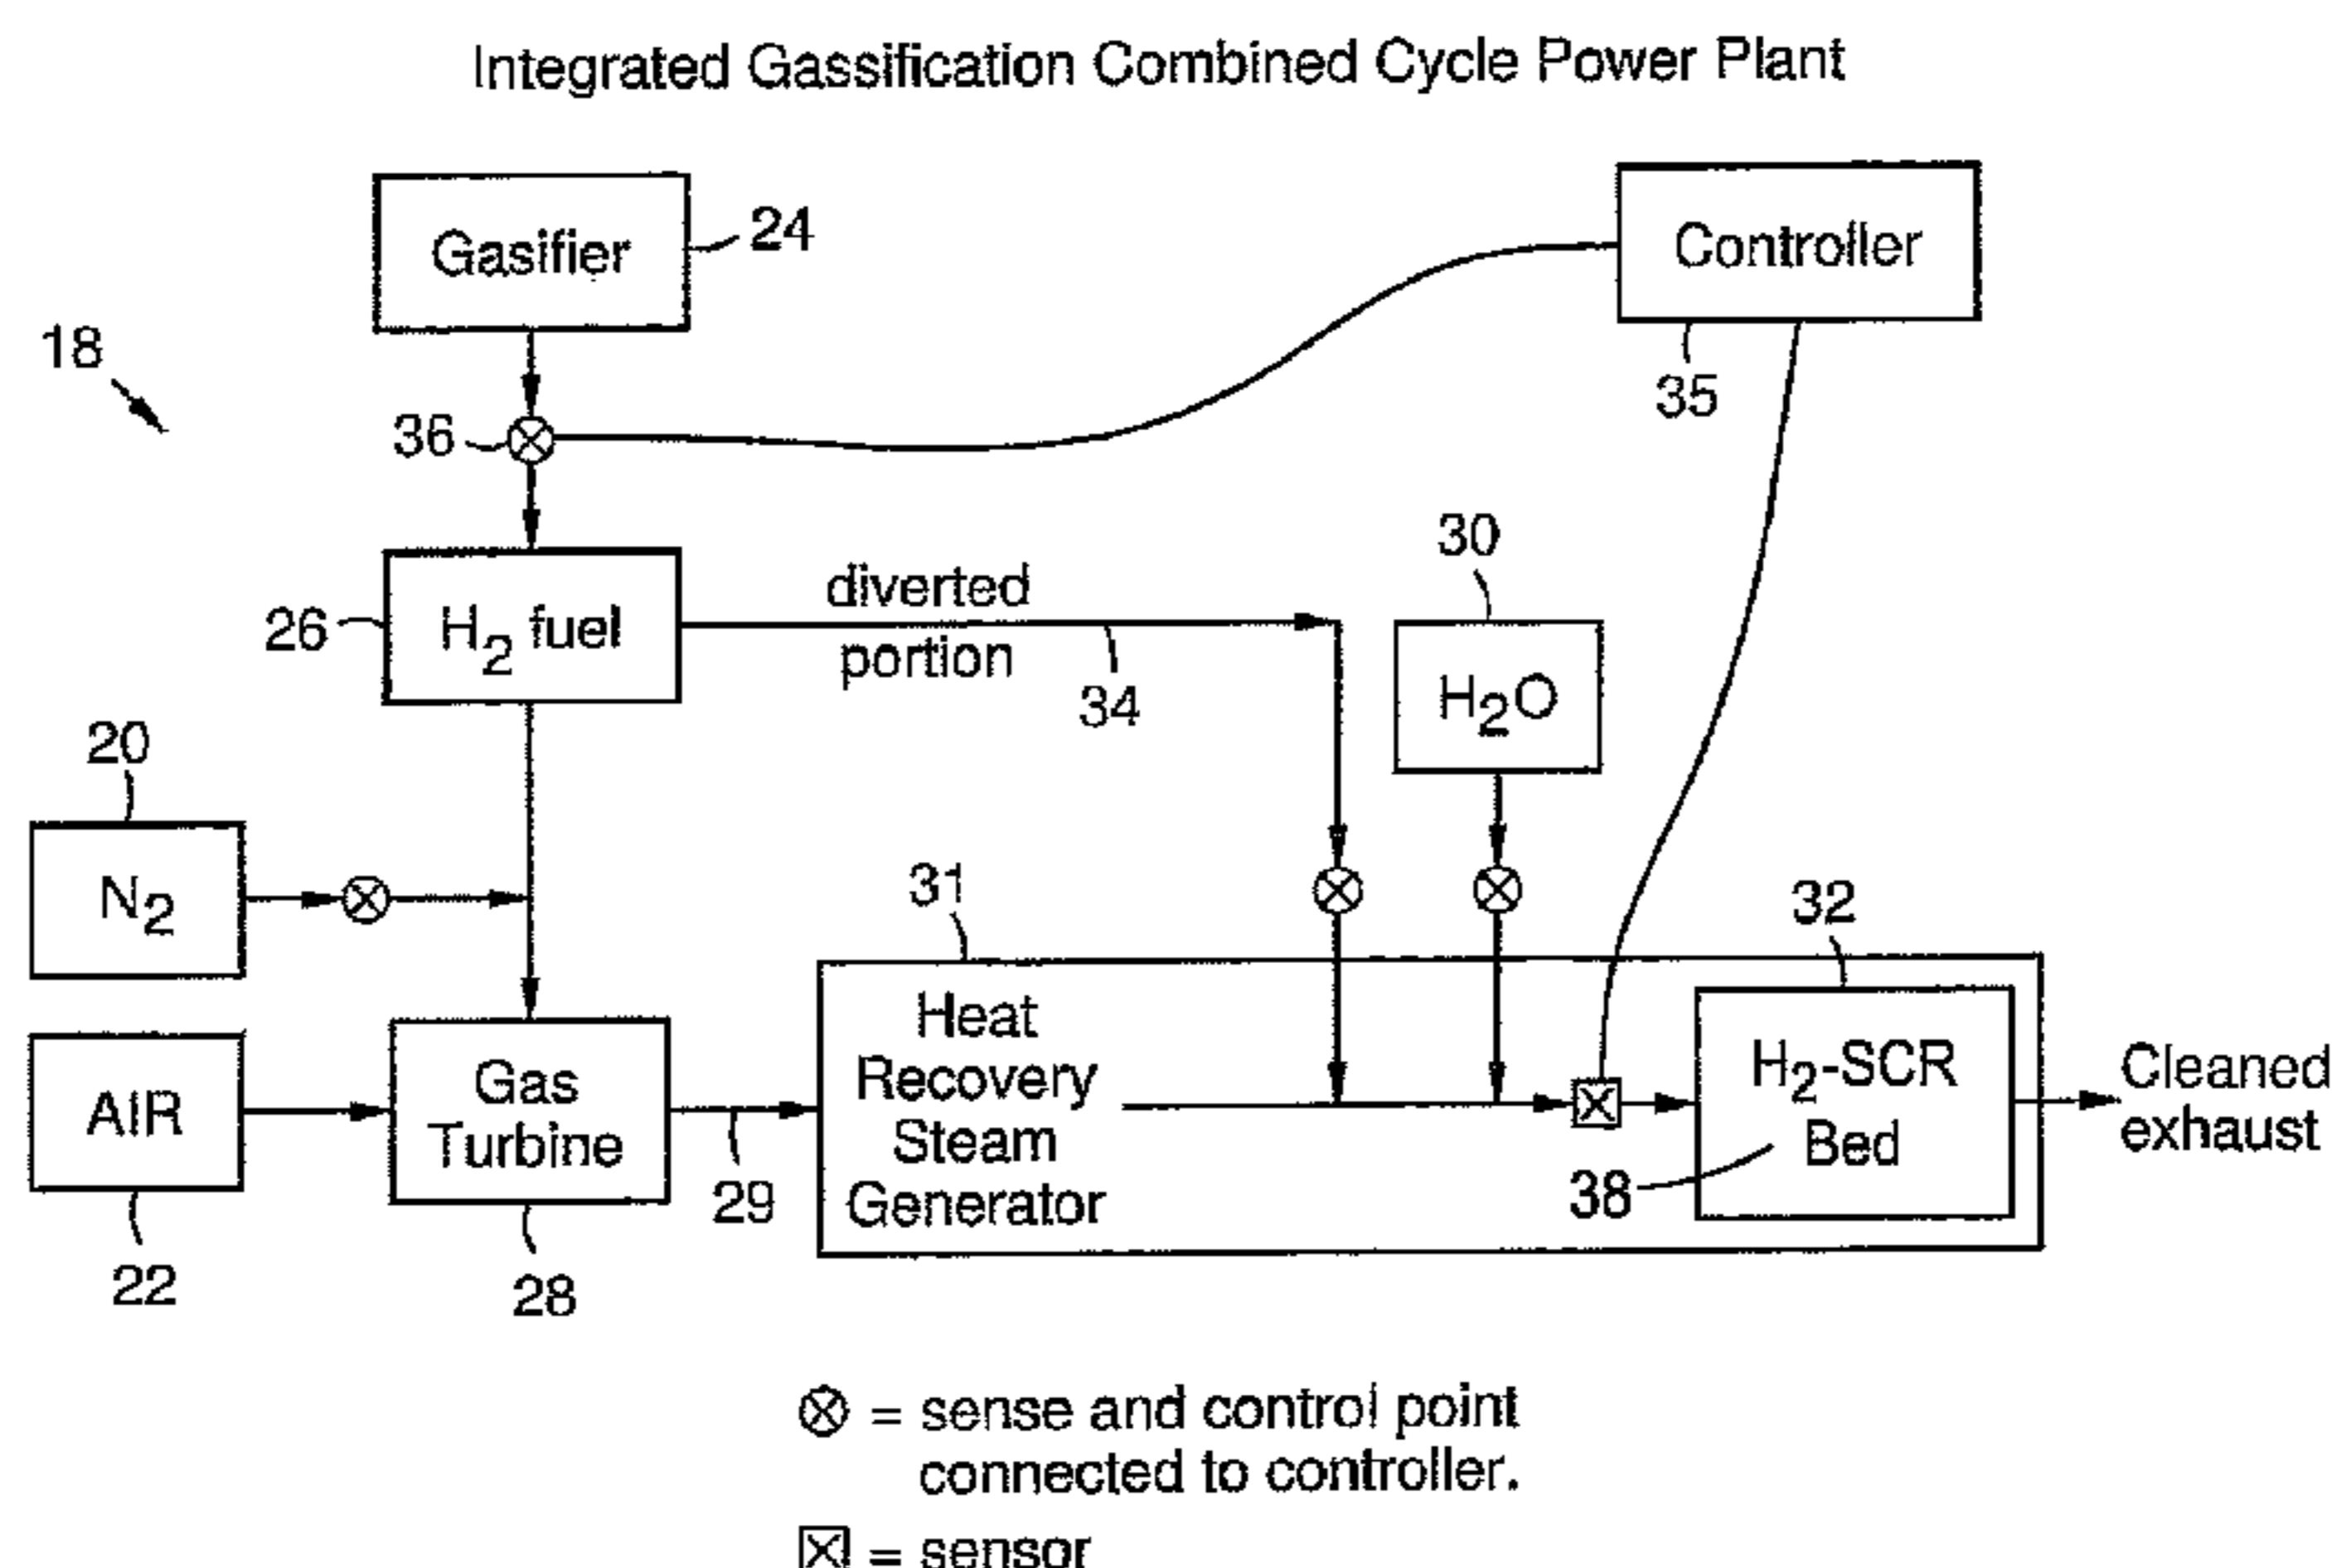 Integrated Gassification Combined Cycle Power Plant
Gasifier
24
Controller
35
18
36
30
H2 fuel
26
diverted
portion
34
H2O
20
N2
31
32
AIR
22
Gas
Turbine
28
29
Heat
Recovery
Steam
Generator
H2-SCR
Bed
38
Cleaned
exhaust
= sense and control point
connected to controller.
= sensor